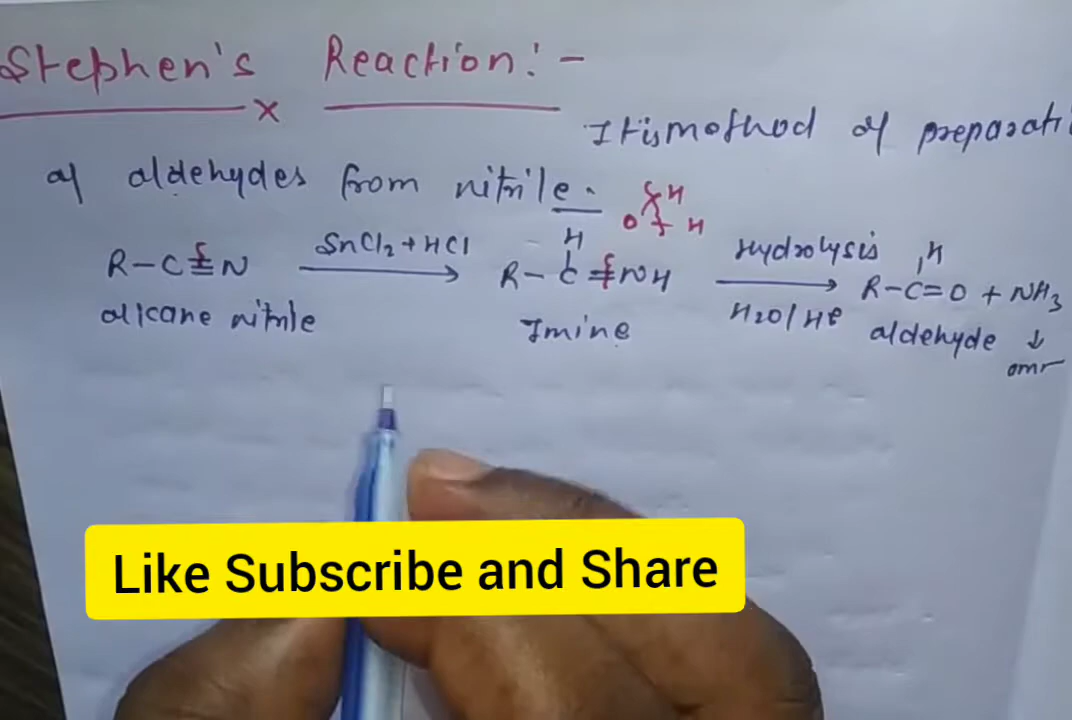 Stephen's Reaction:-
It is method of preparati
of aldehydes from nitrile.
H
O H
R-C≡N SnCl₂+HCl R-C=NH Hydrolysis R-C=O + NH₃
H H
H2O/H⊕
alkane nitrile Imine aldehyde ↓
Like Subscribe and Share